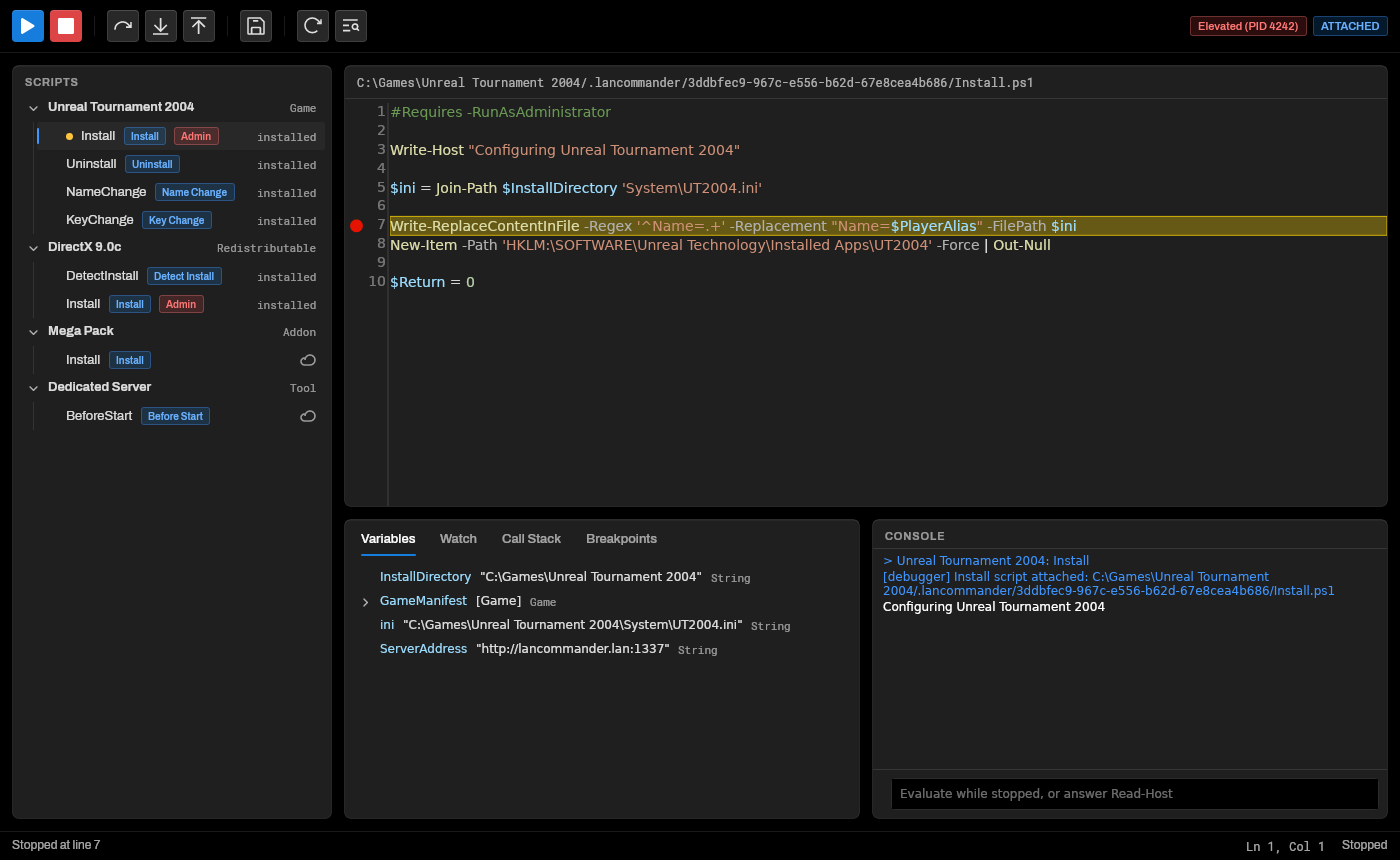 Elevated (PID 4242) ATTACHED
SCRIPTS
Unreal Tournament 2004 Game
Install Install Admin installed
Uninstall Uninstall installed
NameChange Name Change installed
KeyChange Key Change installed
DirectX 9.0c Redistributable
DetectInstall Detect Install installed
Install Install Admin installed
Mega Pack Addon
Install Install
Dedicated Server Tool
BeforeStart Before Start
C:\Games\Unreal Tournament 2004/.lancommander/3ddbfec9-967c-e556-b62d-67e8cea4b686/Install.ps1
1 #Requires -RunAsAdministrator
2
3 Write-Host "Configuring Unreal Tournament 2004"
4
5 $ini = Join-Path $InstallDirectory 'System\UT2004.ini'
6
7 Write-ReplaceContentInFile -Regex '^Name=.+' -Replacement "Name=$PlayerAlias" -FilePath $ini
8 New-Item -Path 'HKLM:\SOFTWARE\Unreal Technology\Installed Apps\UT2004' -Force | Out-Null
9
10 $Return = 0
Variables Watch Call Stack Breakpoints
InstallDirectory "C:\Games\Unreal Tournament 2004" String
GameManifest [Game] Game
ini "C:\Games\Unreal Tournament 2004\System\UT2004.ini" String
ServerAddress "http://lancommander.lan:1337" String
CONSOLE
> Unreal Tournament 2004: Install
[debugger] Install script attached: C:\Games\Unreal Tournament
2004/.lancommander/3ddbfec9-967c-e556-b62d-67e8cea4b686/Install.ps1
Configuring Unreal Tournament 2004
Evaluate while stopped, or answer Read-Host
Stopped at line 7
Ln 1, Col 1 Stopped